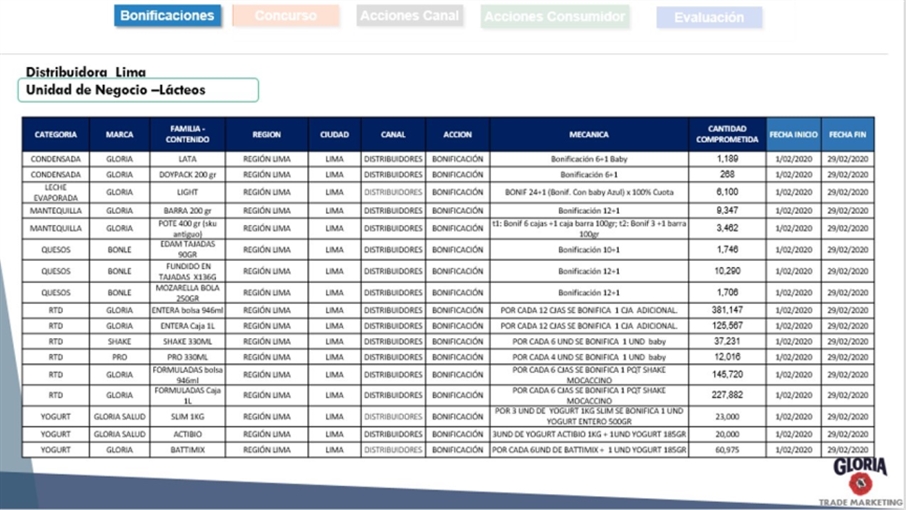 Bonificaciones Concurso Acciones Canal Acciones Consumidor Evaluación
Distribuidora Lima
Unidad de Negocio –Lácteos
CATEGORIA MARCA FAMILIA - CONTENIDO REGION CIUDAD CANAL ACCION MECANICA CANTIDAD COMPROMETIDA FECHA INICIO FECHA FIN
CONDENSADA GLORIA LATA REGIÓN LIMA LIMA DISTRIBUIDORES BONIFICACIÓN Bonificación 6+1 Baby 1,189 1/02/2020 29/02/2020
CONDENSADA GLORIA DOYPACK 200 gr REGIÓN LIMA LIMA DISTRIBUIDORES BONIFICACIÓN Bonificación 6+1 268 1/02/2020 29/02/2020
LECHE EVAPORADA GLORIA LIGHT REGIÓN LIMA LIMA DISTRIBUIDORES BONIFICACIÓN BONIF 24+1 (Bonif. Con baby Azul) x 100% Cuota 6,100 1/02/2020 29/02/2020
MANTEQUILLA GLORIA BARRA 200 gr REGIÓN LIMA LIMA DISTRIBUIDORES BONIFICACIÓN Bonificación 12+1 9,347 1/02/2020 29/02/2020
MANTEQUILLA GLORIA POTE 400 gr (sku antiguo) REGIÓN LIMA LIMA DISTRIBUIDORES BONIFICACIÓN t1: Bonif 6 cajas +1 caja barra 100gr; t2: Bonif 3 +1 barra 100gr 3,462 1/02/2020 29/02/2020
QUESOS BONLE EDAM TAJADAS 90GR REGIÓN LIMA LIMA DISTRIBUIDORES BONIFICACIÓN Bonificación 10+1 1,746 1/02/2020 29/02/2020
QUESOS BONLE FUNDIDO EN TAJADAS X136G REGIÓN LIMA LIMA DISTRIBUIDORES BONIFICACIÓN Bonificación 12+1 10,290 1/02/2020 29/02/2020
QUESOS BONLE MOZARELLA BOLA 250GR REGIÓN LIMA LIMA DISTRIBUIDORES BONIFICACIÓN Bonificación 12+1 1,706 1/02/2020 29/02/2020
RTD GLORIA ENTERA bolsa 946ml REGIÓN LIMA LIMA DISTRIBUIDORES BONIFICACIÓN POR CADA 12 CJAS SE BONIFICA 1 CJA ADICIONAL. 381,147 1/02/2020 29/02/2020
RTD GLORIA ENTERA Caja 1L REGIÓN LIMA LIMA DISTRIBUIDORES BONIFICACIÓN POR CADA 12 CJAS SE BONIFICA 1 CJA ADICIONAL. 125,567 1/02/2020 29/02/2020
RTD SHAKE SHAKE 330ML REGIÓN LIMA LIMA DISTRIBUIDORES BONIFICACIÓN POR CADA 6 UND SE BONIFICA 1 UND baby 37,231 1/02/2020 29/02/2020
RTD PRO PRO 330ML REGIÓN LIMA LIMA DISTRIBUIDORES BONIFICACIÓN POR CADA 4 UND SE BONIFICA 1 UND baby 12,016 1/02/2020 29/02/2020
RTD GLORIA FORMULADAS bolsa 946ml REGIÓN LIMA LIMA DISTRIBUIDORES BONIFICACIÓN POR CADA 6 CJAS SE BONIFICA 1 PQT SHAKE MOCACCINO 145,720 1/02/2020 29/02/2020
RTD GLORIA FORMULADAS Caja 1L REGIÓN LIMA LIMA DISTRIBUIDORES BONIFICACIÓN POR CADA 6 CJAS SE BONIFICA 1 PQT SHAKE MOCACCINO 227,882 1/02/2020 29/02/2020
YOGURT GLORIA SALUD SLIM 1KG REGIÓN LIMA LIMA DISTRIBUIDORES BONIFICACIÓN POR 3 UND DE YOGURT 1KG SLIM SE BONIFICA 1 UND YOGURT ENTERO 500GR 23,000 1/02/2020 29/02/2020
YOGURT GLORIA SALUD ACTIBIO REGIÓN LIMA LIMA DISTRIBUIDORES BONIFICACIÓN 3UND DE YOGURT ACTIBIO 1KG + 1UND YOGURT 185GR 20,000 1/02/2020 29/02/2020
YOGURT GLORIA BATTIMIX REGIÓN LIMA LIMA DISTRIBUIDORES BONIFICACIÓN POR CADA 6UND DE BATTIMIX + 1 UND YOGURT 185GR 60,975 1/02/2020 29/02/2020
GLORIA
TRADE MARKETING